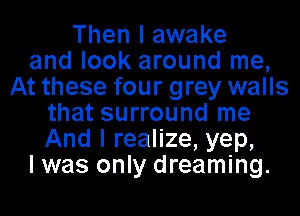 Then I awake
and look around me,
At these four grey walls
that surround me
And I realize, yep,
I was only dreaming.